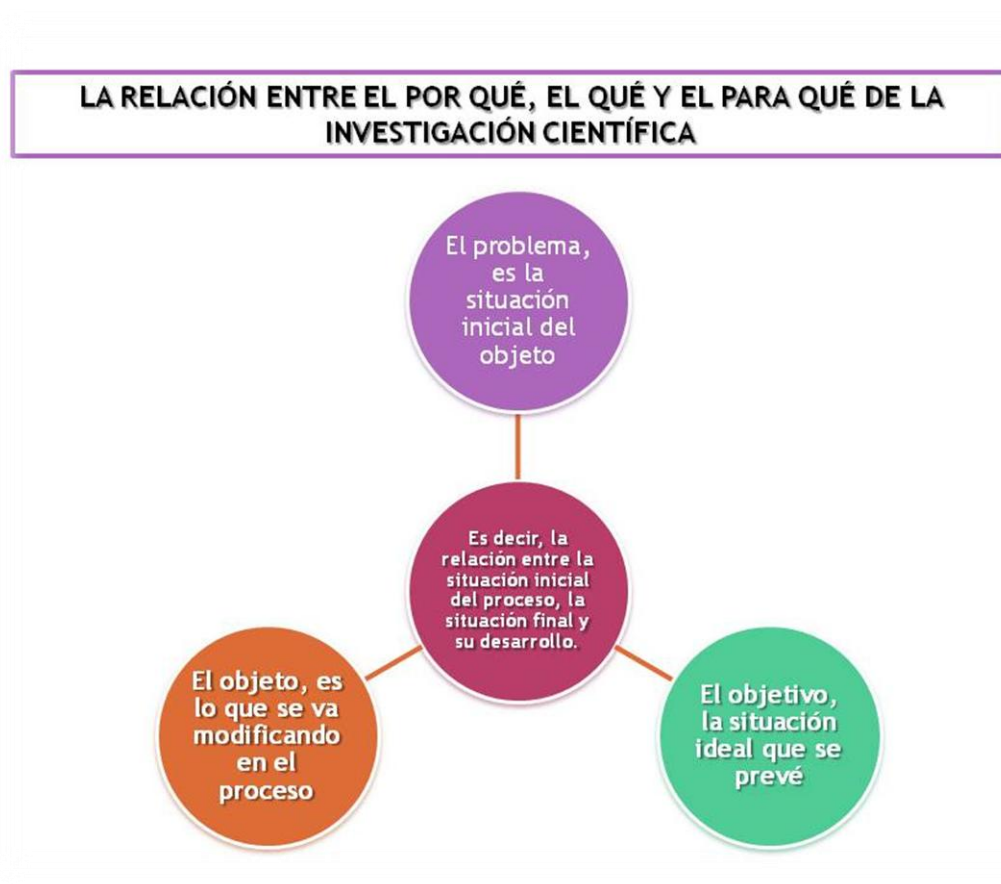 LA RELACIÓN ENTRE EL POR QUÉ, EL QUÉ Y EL PARA QUÉ DE LA
INVESTIGACIÓN CIENTÍFICA
El problema,
es la
situación
inicial del
objeto
Es decir, la
relación entre la
situación inicial
del proceso, la
situación final y
su desarrollo.
El objeto, es
lo que se va
modificando
en el
proceso
El objetivo,
la situación
ideal que se
prevé